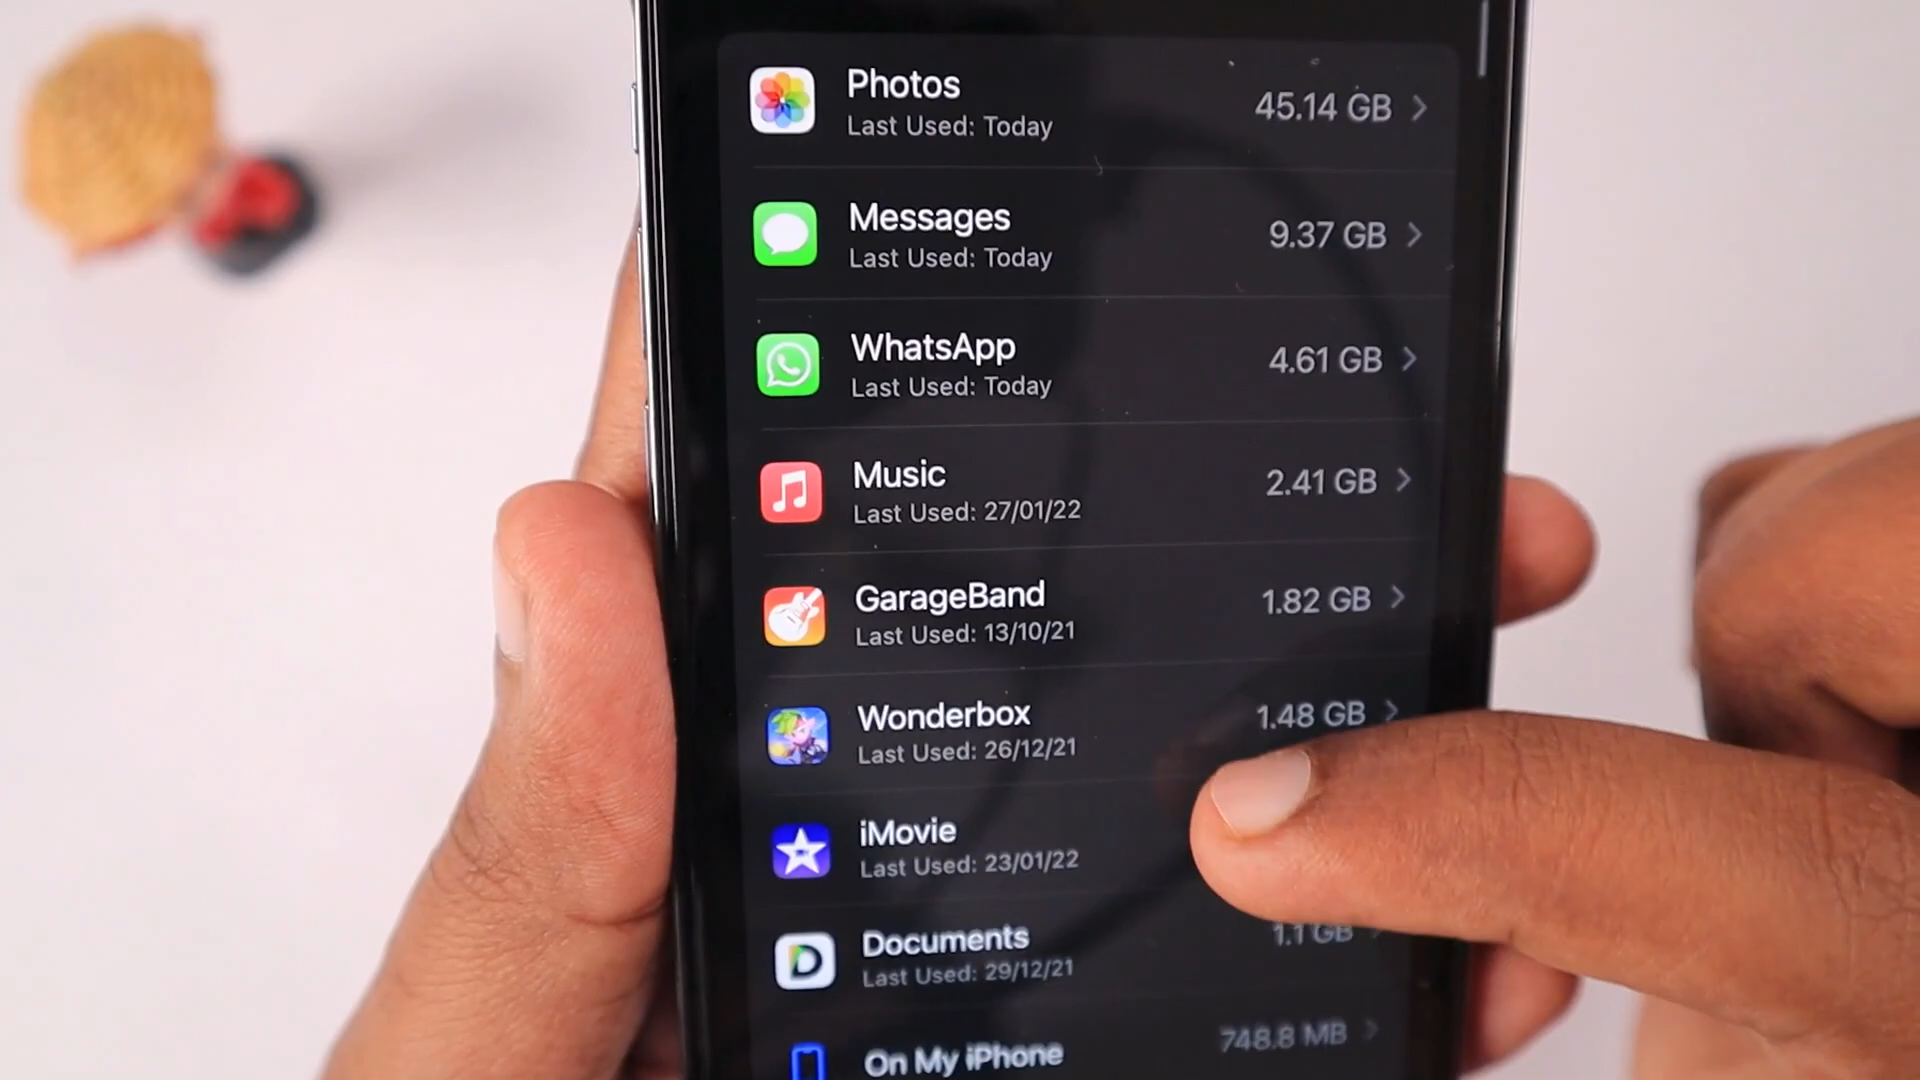 Photos
Last Used: Today
45.14 GB
Messages
Last Used: Today
9.37 GB
WhatsApp
Last Used: Today
4.61 GB
Music
Last Used: 27/01/22
2.41 GB
GarageBand
Last Used: 13/10/21
1.82 GB
Wonderbox
Last Used: 26/12/21
1.48 GB
iMovie
Last Used: 23/01/22
Documents
Last Used: 29/12/21
1.1 GB
On My iPhone
748.8 MB